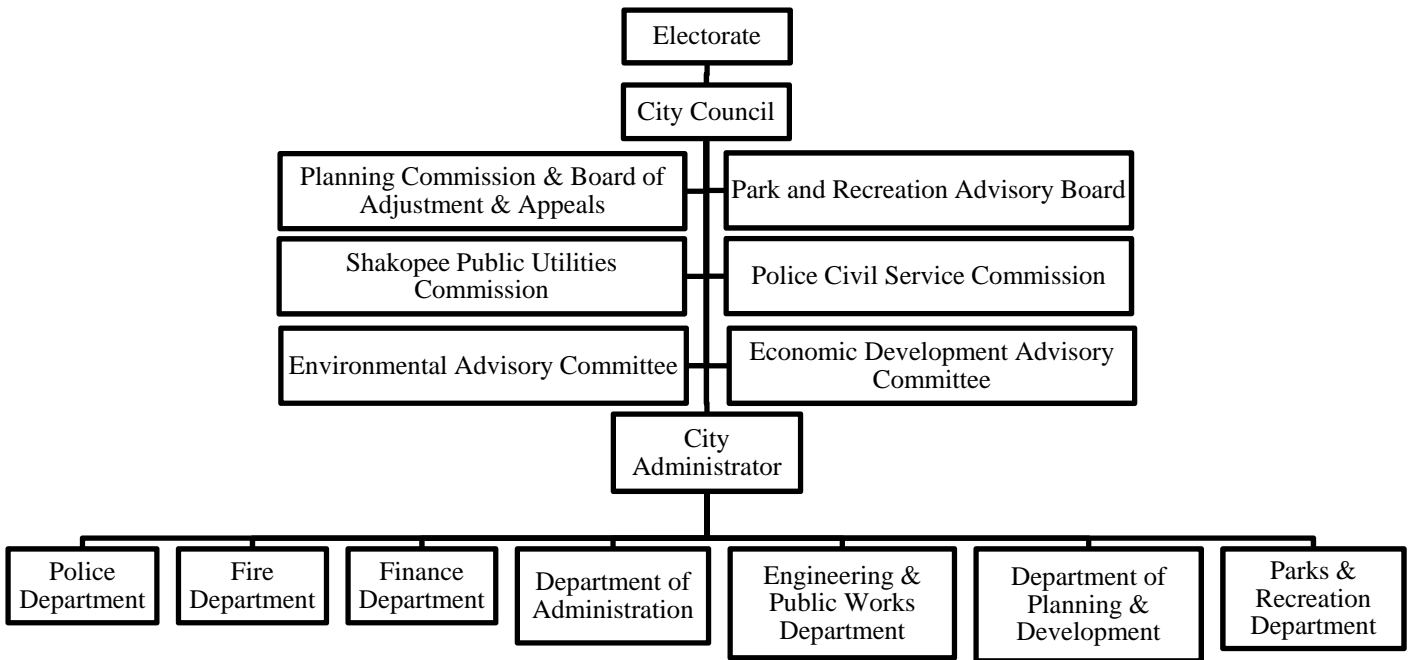 Electorate
City Council
Planning Commission & Board of
Adjustment & Appeals
Park and Recreation Advisory Board
Shakopee Public Utilities
Commission
Police Civil Service Commission
Environmental Advisory Committee
Economic Development Advisory
Committee
City
Administrator
Police
Department
Fire
Department
Finance
Department
Department of
Administration
Engineering &
Public Works
Department
Department of
Planning &
Development
Parks &
Recreation
Department